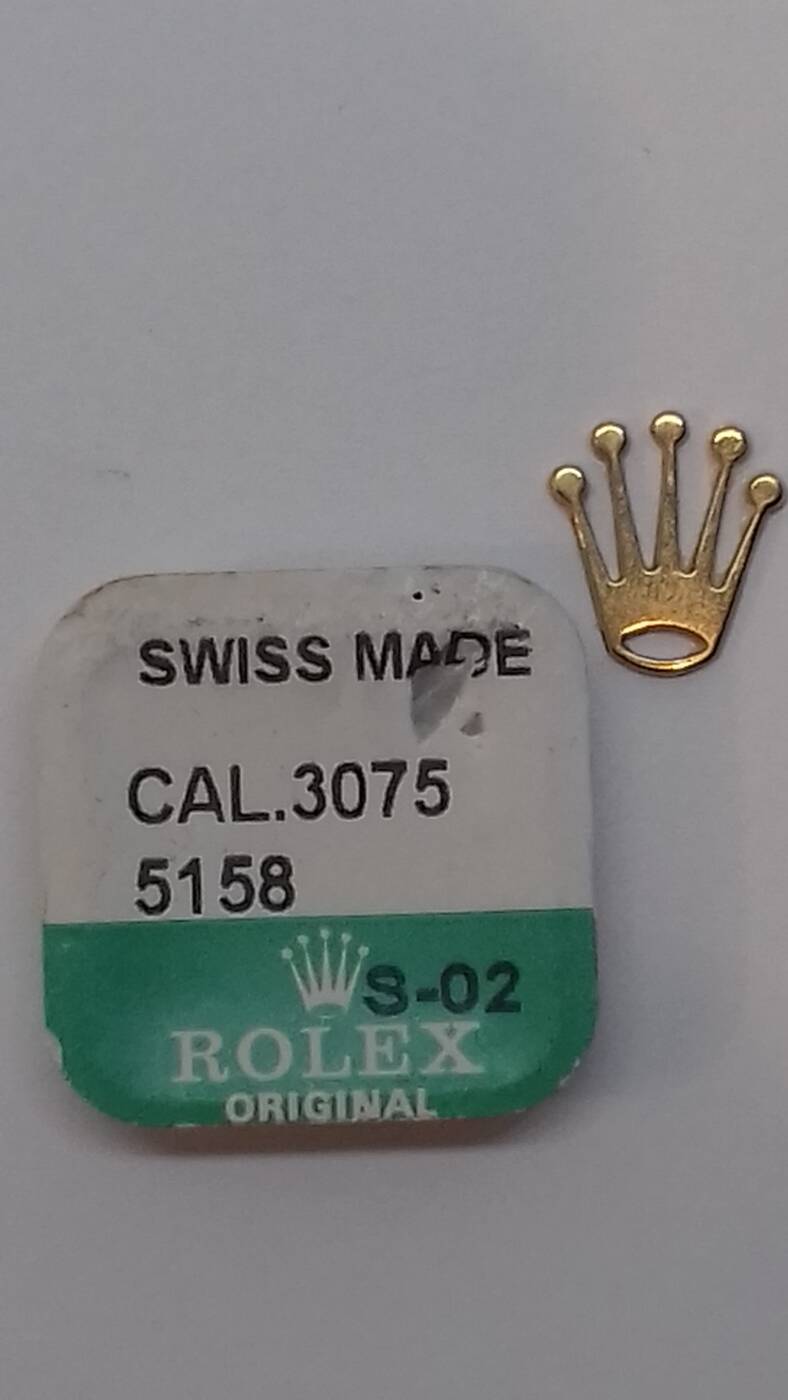 SWISS MADE
CAL.3075
5158
S-02
ROLEX
ORIGINAL